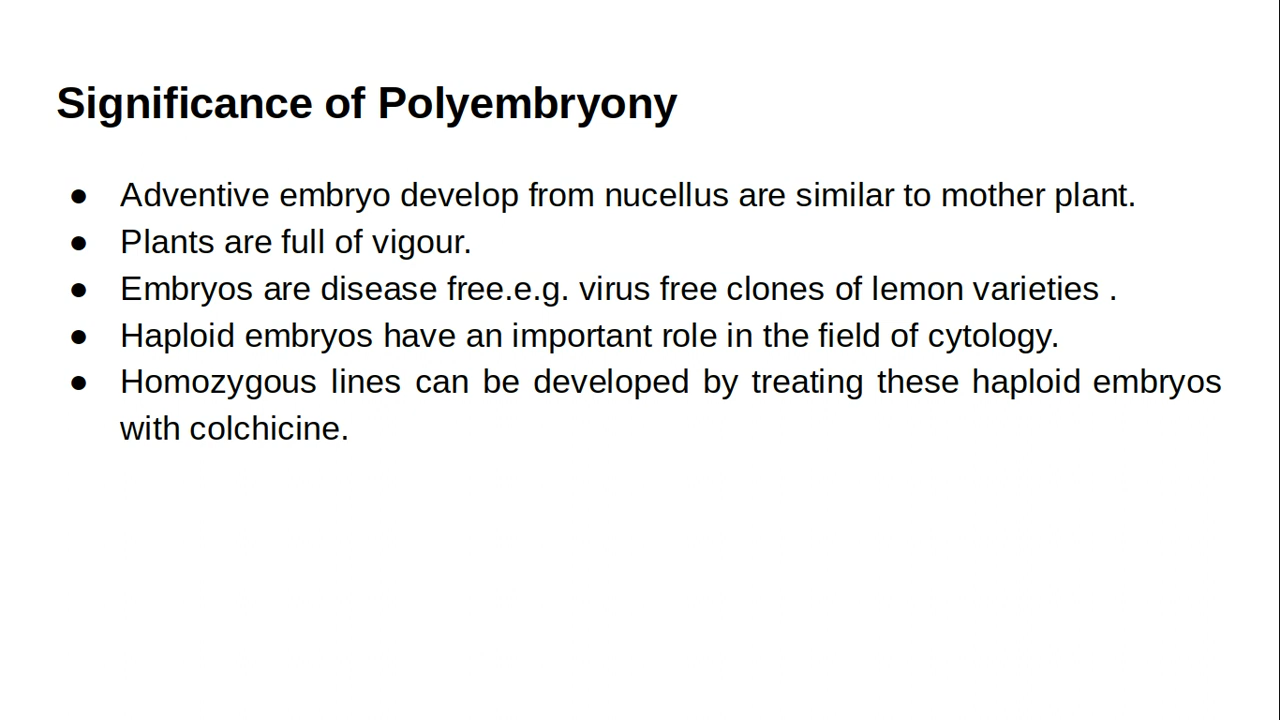 Significance of Polyembryony
● Adventive embryo develop from nucellus are similar to mother plant.
● Plants are full of vigour.
● Embryos are disease free.e.g. virus free clones of lemon varieties .
● Haploid embryos have an important role in the field of cytology.
● Homozygous lines can be developed by treating these haploid embryos
with colchicine.